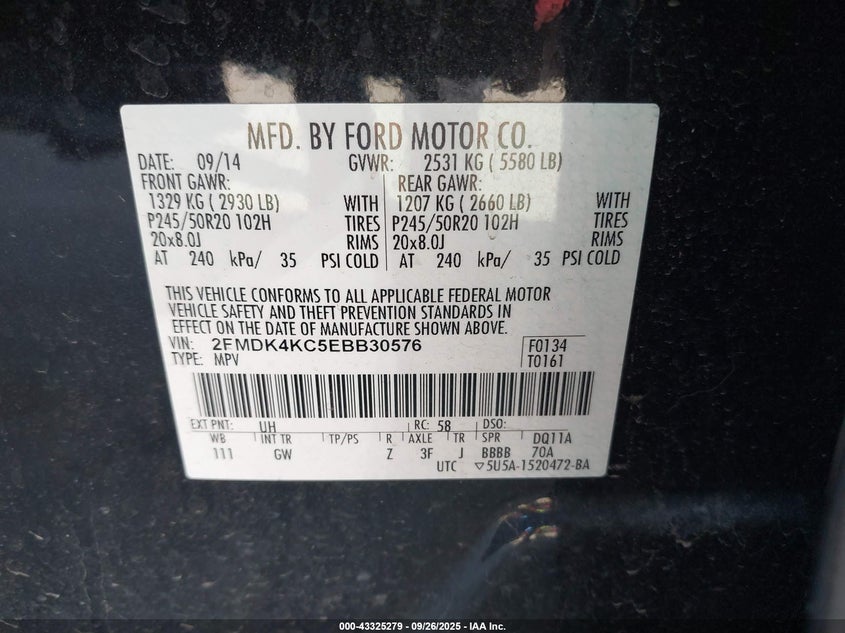 MFD. BY FORD MOTOR CO.
DATE: 09/14 GVWR: 2531 KG ( 5580 LB)
FRONT GAWR: REAR GAWR:
1329 KG ( 2930 LB) WITH 1207 KG ( 2660 LB) WITH
P245/50R20 102H TIRES P245/50R20 102H TIRES
20x8.0J RIMS 20x8.0J RIMS
AT 240 kPa/ 35 PSI COLD AT 240 kPa/ 35 PSI COLD
THIS VEHICLE CONFORMS TO ALL APPLICABLE FEDERAL MOTOR
VEHICLE SAFETY AND THEFT PREVENTION STANDARDS IN
EFFECT ON THE DATE OF MANUFACTURE SHOWN ABOVE.
VIN: 2FMDK4KC5EBB30576 F0134
TYPE: MPV T0161
EXT PNT: UH RC: 58 DSO:
WB INT TR TP/PS R AXLE TR SPR DQ11A
111 GW Z 3F J BBBB 70A
UTC ▽5U5A-1520472-BA
000-43325279 - 09/26/2025 - IAA Inc.